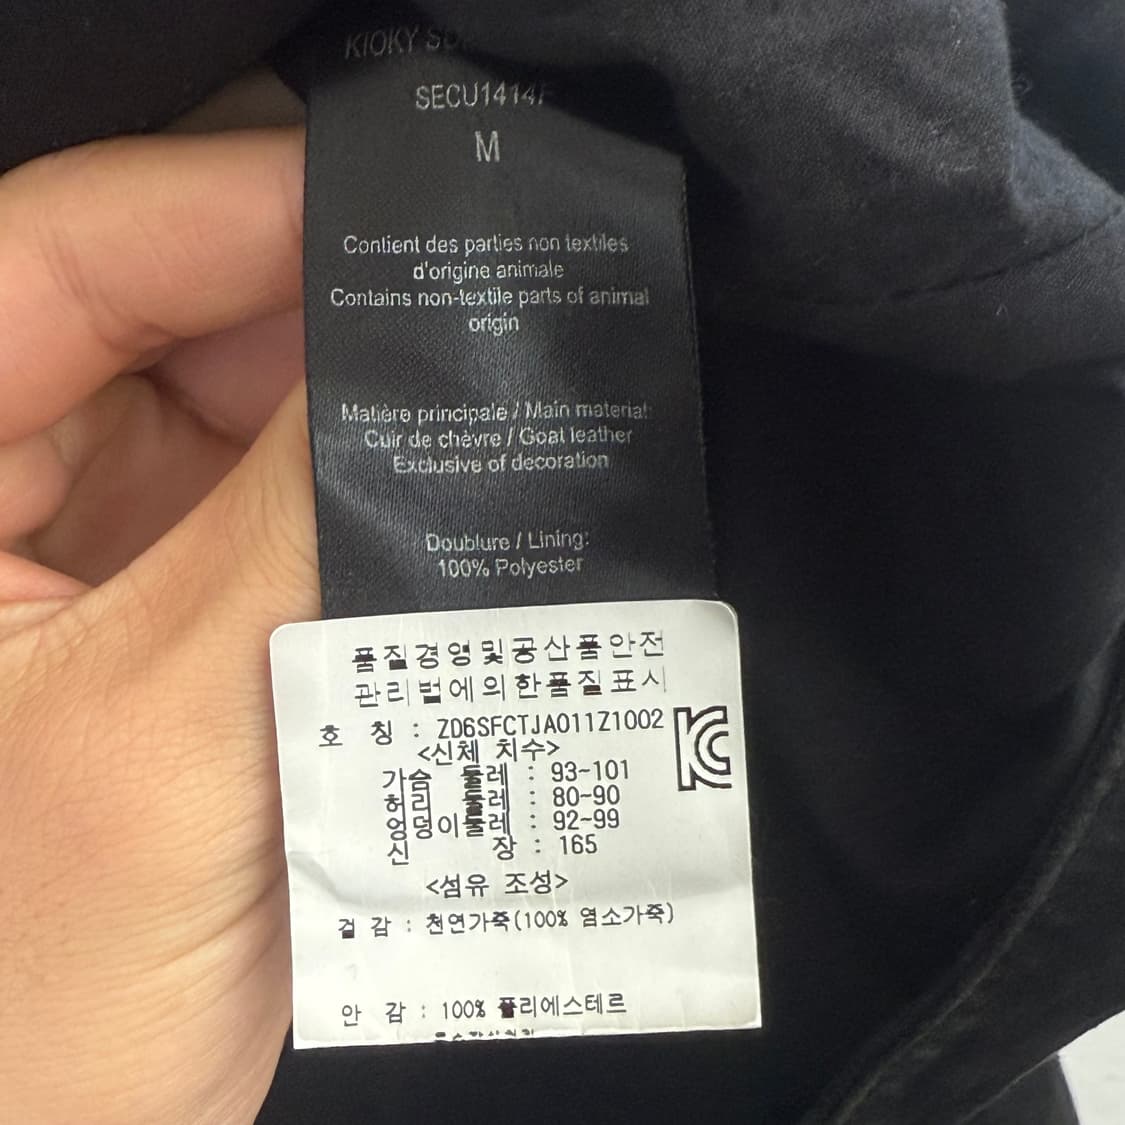 KIOKY
SECU1414F
M
Contient des parties non textiles
d'origine animale
Contains non-textile parts of animal
origin
Matière principale / Main material:
Cuir de chèvre / Goat leather
Exclusive of decoration
Doublure / Lining:
100% Polyester
품질경영및공산품안전
관리법에의한품질표시
호 칭 : ZD6SFCTJA011Z1002
<신체 치수>
가슴 둘레 : 93~101
허리 둘레 : 80~90
엉덩이둘레 : 92~99
신 장 : 165
<섬유 조성>
겉 감 : 천연가죽(100% 염소가죽)
안 감 : 100% 폴리에스테르